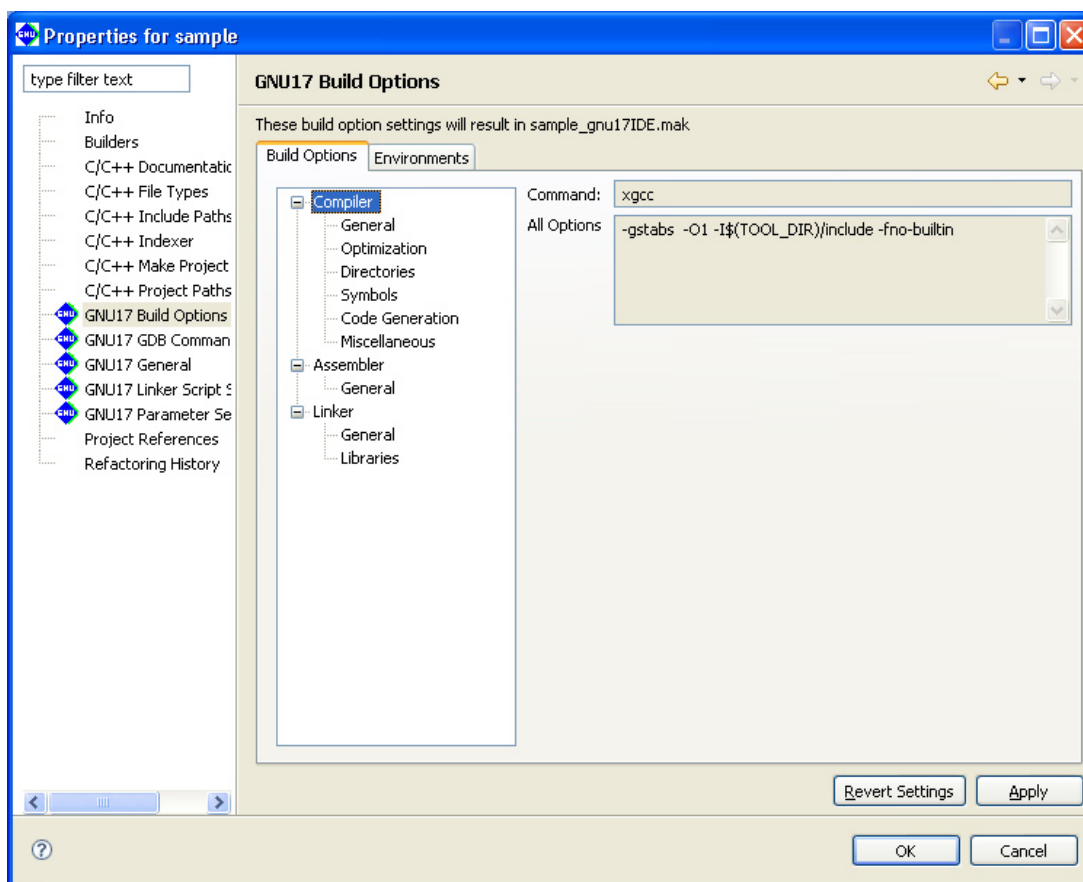 Properties for sample
type filter text
Info
Builders
C/C++ Documentatic
C/C++ File Types
C/C++ Include Paths
C/C++ Indexer
C/C++ Make Project
C/C++ Project Paths
GNU17 Build Options
GNU17 GDB Comman
GNU17 General
GNU17 Linker Script S
GNU17 Parameter Se
Project References
Refactoring History
GNU17 Build Options
These build option settings will result in sample_gnu17IDE.mak
Build Options
Environments
Compiler
General
Optimization
Directories
Symbols
Code Generation
Miscellaneous
Assembler
General
Linker
General
Libraries
Command:
xgcc
All Options
-gstabs -O1 -I$(TOOL_DIR)/include -fno-builtin
Revert Settings
Apply
OK
Cancel